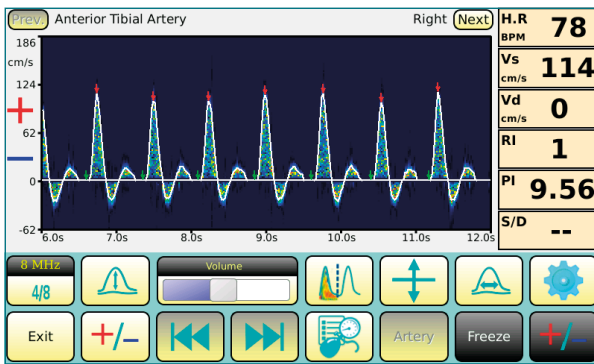 Prev. Anterior Tibial Artery Right Next
186
cm/s
124
62
0
-62
6.0s 7.0s 8.0s 9.0s 10.0s 11.0s 12.0s
H.R
BPM 78
Vs
cm/s 114
Vd
cm/s 0
RI 1
PI 9.56
S/D --
8 MHz
4/8
Volume
Exit
+/-
Artery
Freeze
+/-